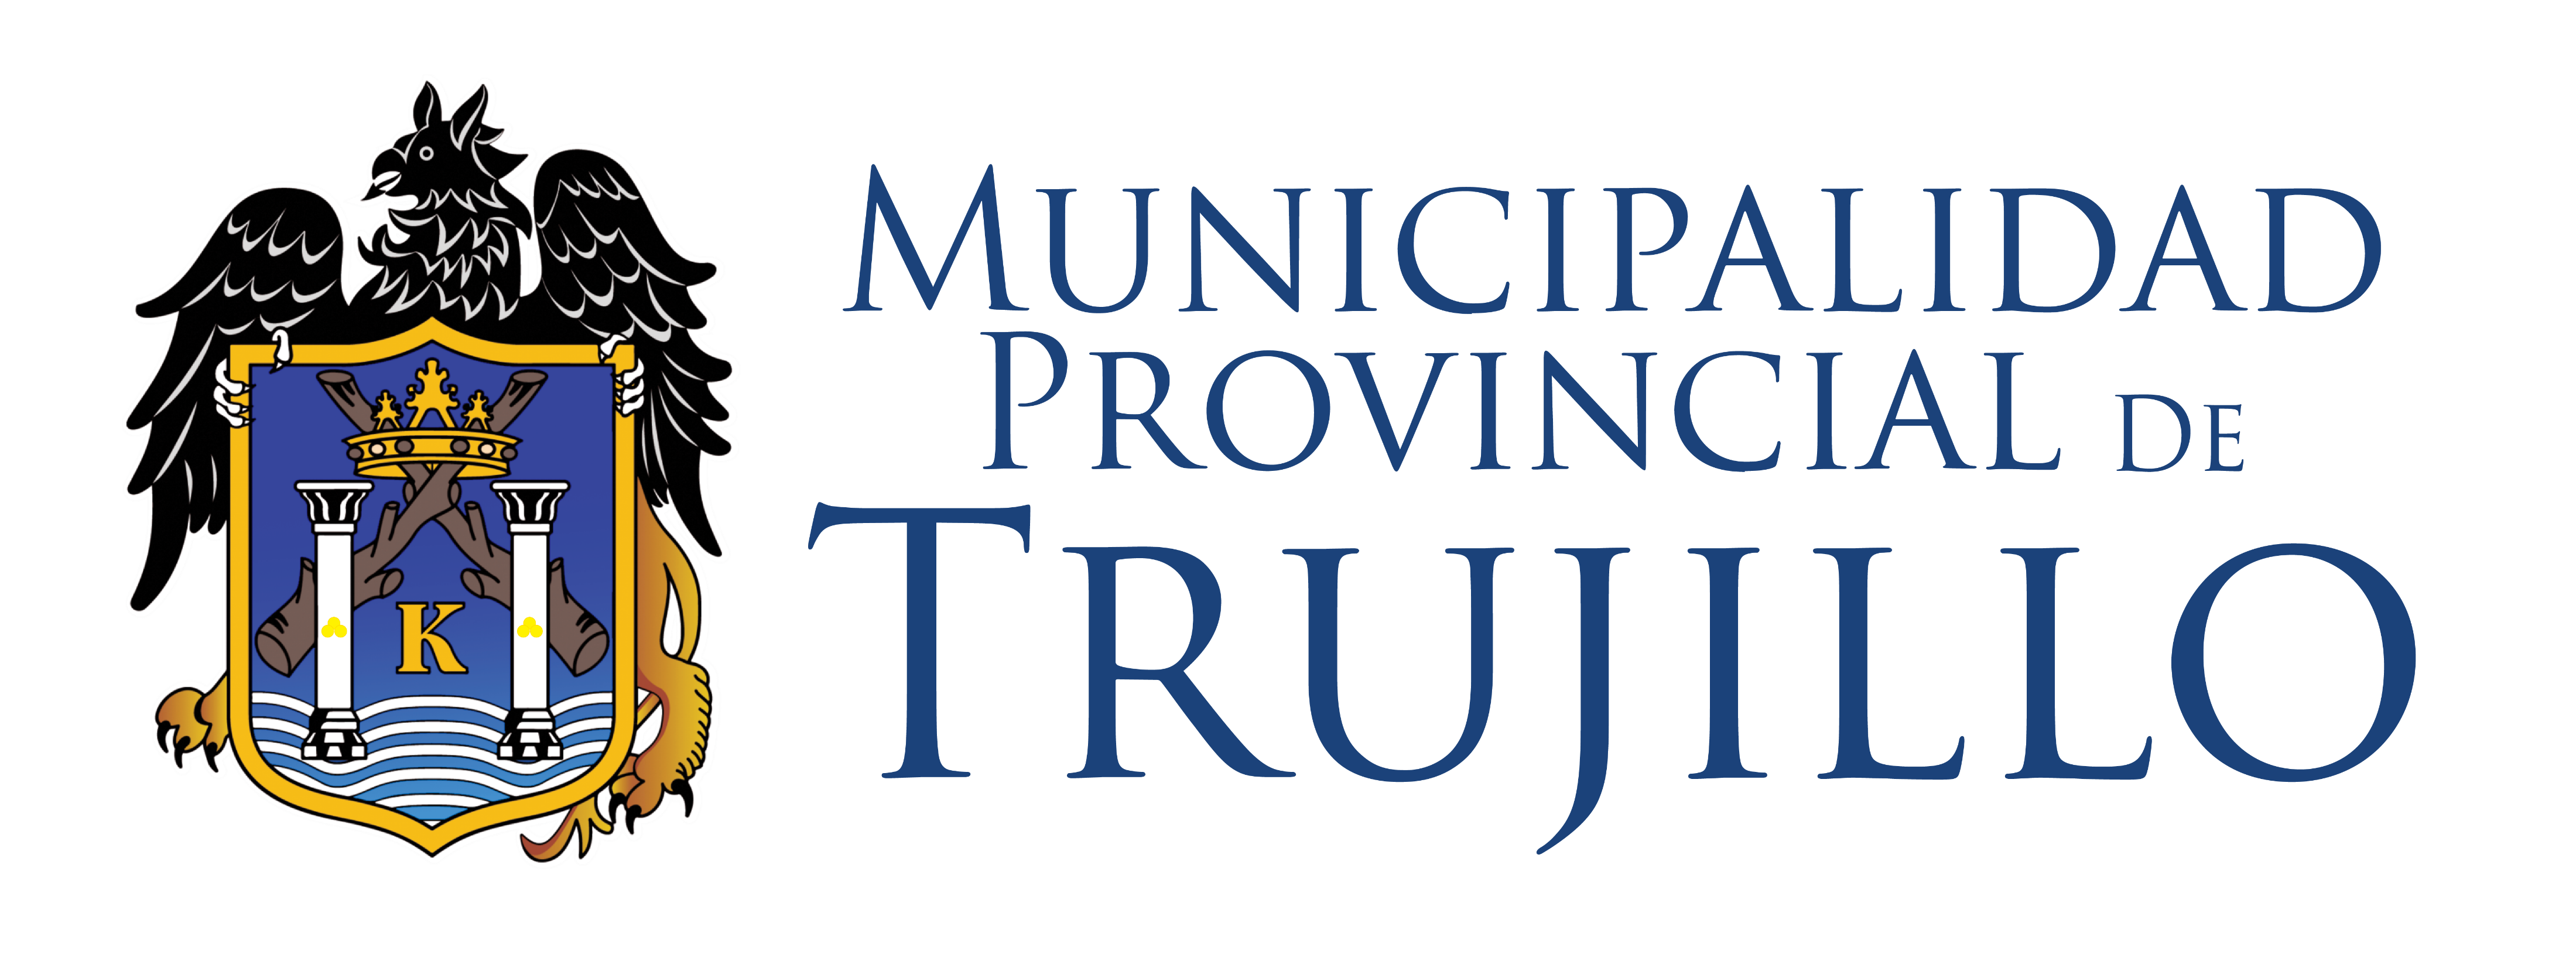 K
MUNICIPALIDAD
PROVINCIAL DE
TRUJILLO